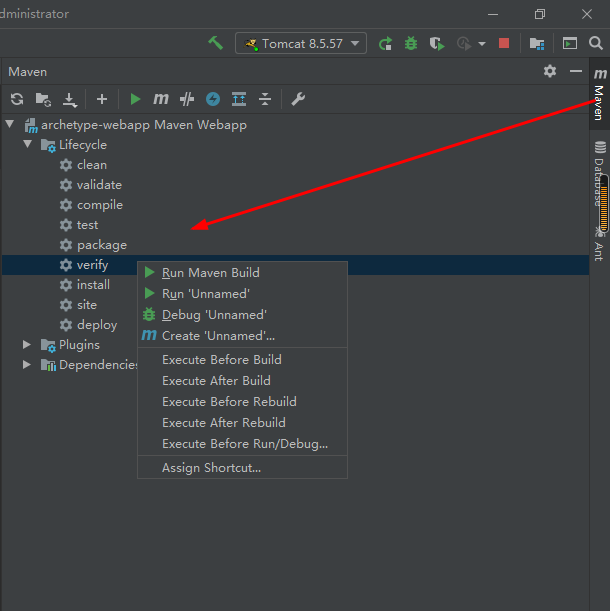 dministrator
Tomcat 8.5.57
Maven
m
archetype-webapp Maven Webapp
Lifecycle
clean
validate
compile
test
package
verify
install
site
deploy
Plugins
Dependencies
Run Maven Build
Run 'Unnamed'
Debug 'Unnamed'
m Create 'Unnamed'...
Execute Before Build
Execute After Build
Execute Before Rebuild
Execute After Rebuild
Execute Before Run/Debug...
Assign Shortcut...
m
Maven
Database
Ant